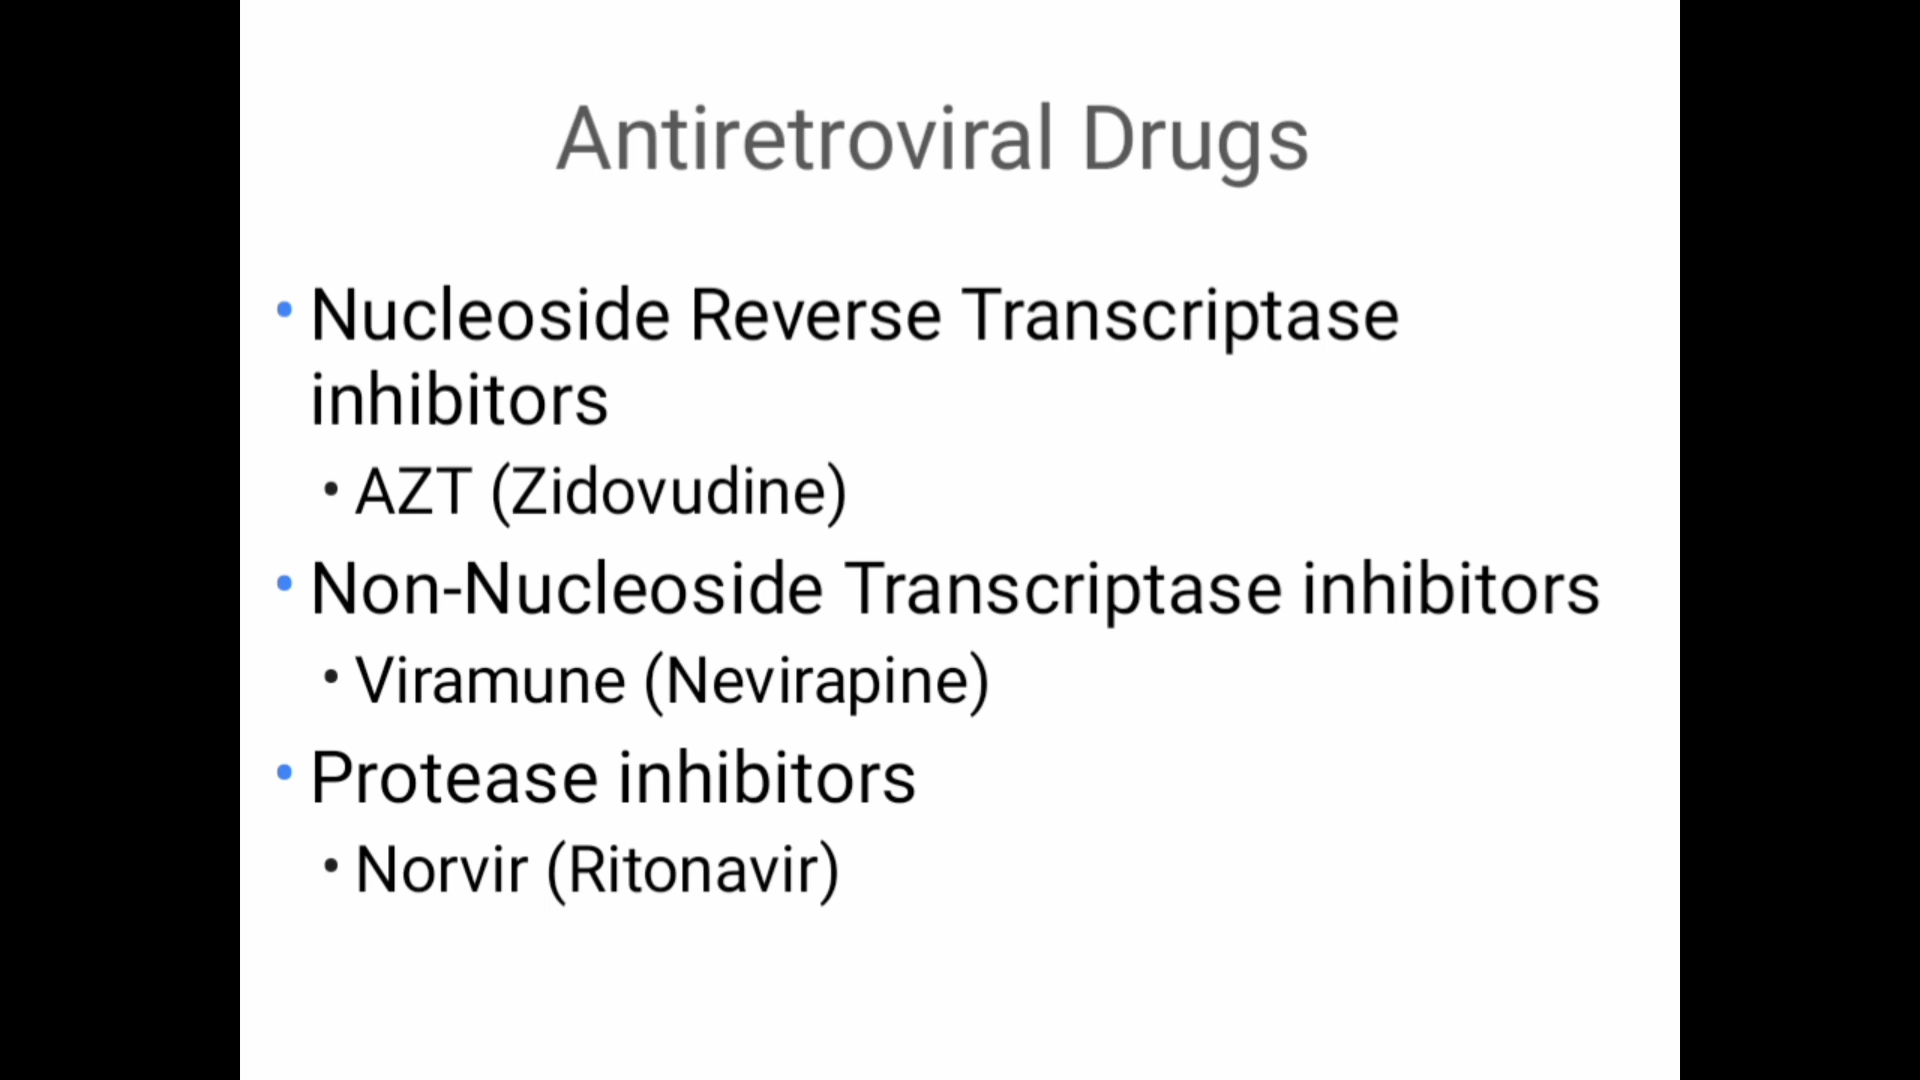 Antiretroviral Drugs
• Nucleoside Reverse Transcriptase
inhibitors
• AZT (Zidovudine)
• Non-Nucleoside Transcriptase inhibitors
• Viramune (Nevirapine)
• Protease inhibitors
• Norvir (Ritonavir)